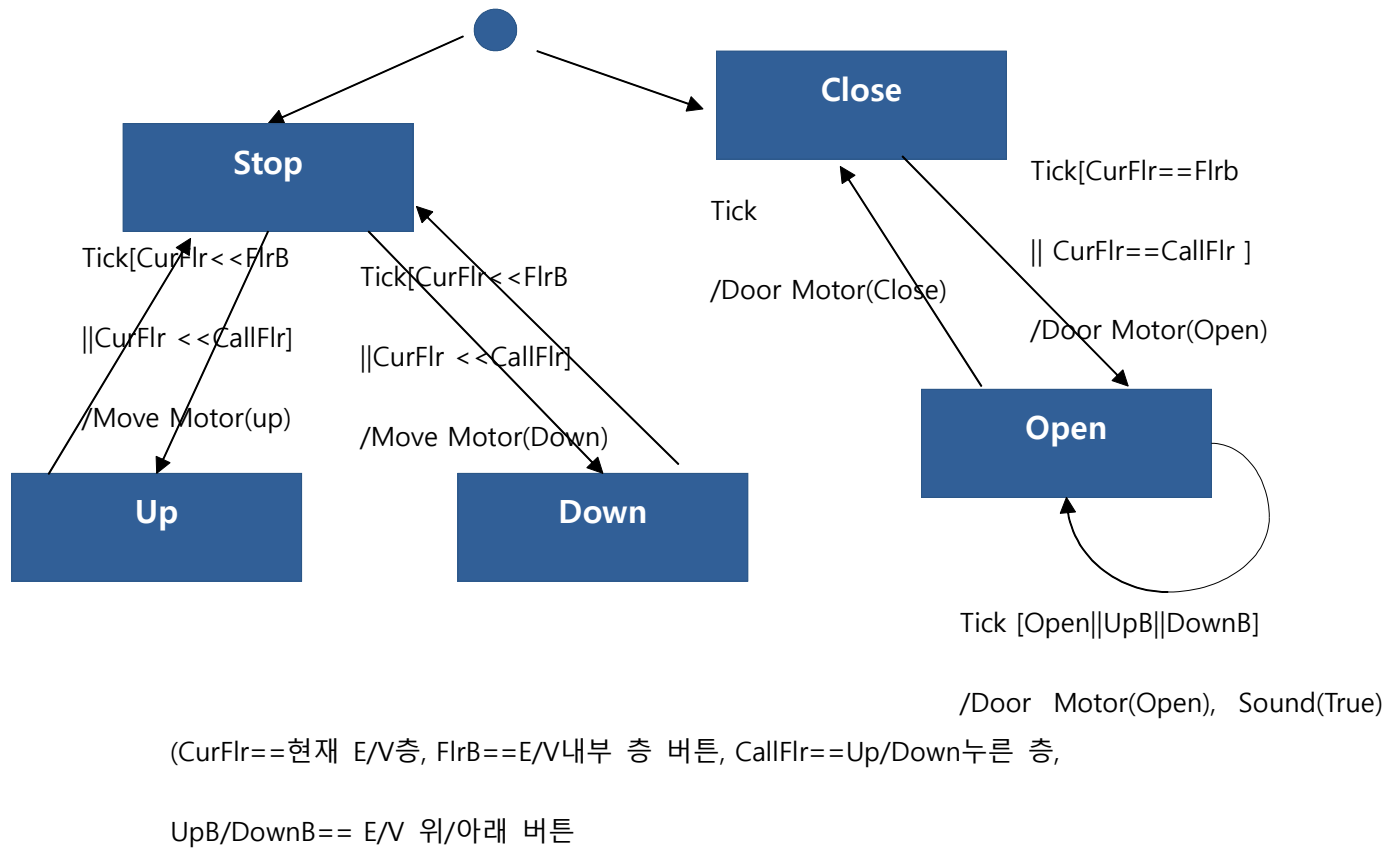 Close
Stop
Tick[CurFlr==Flrb
|| CurFlr==CallFlr ]
/Door Motor(Open)
Tick
/Door Motor(Close)
Tick[CurFlr<<FlrB
||CurFlr <<CallFlr]
/Move Motor(up)
Tick[CurFlr<<FlrB
||CurFlr <<CallFlr]
/Move Motor(Down)
Open
Up
Down
Tick [Open||UpB||DownB]
/Door Motor(Open), Sound(True)
(CurFlr==현재 E/V층, FlrB==E/V내부 층 버튼, CallFlr==Up/Down누른 층,
UpB/DownB== E/V 위/아래 버튼